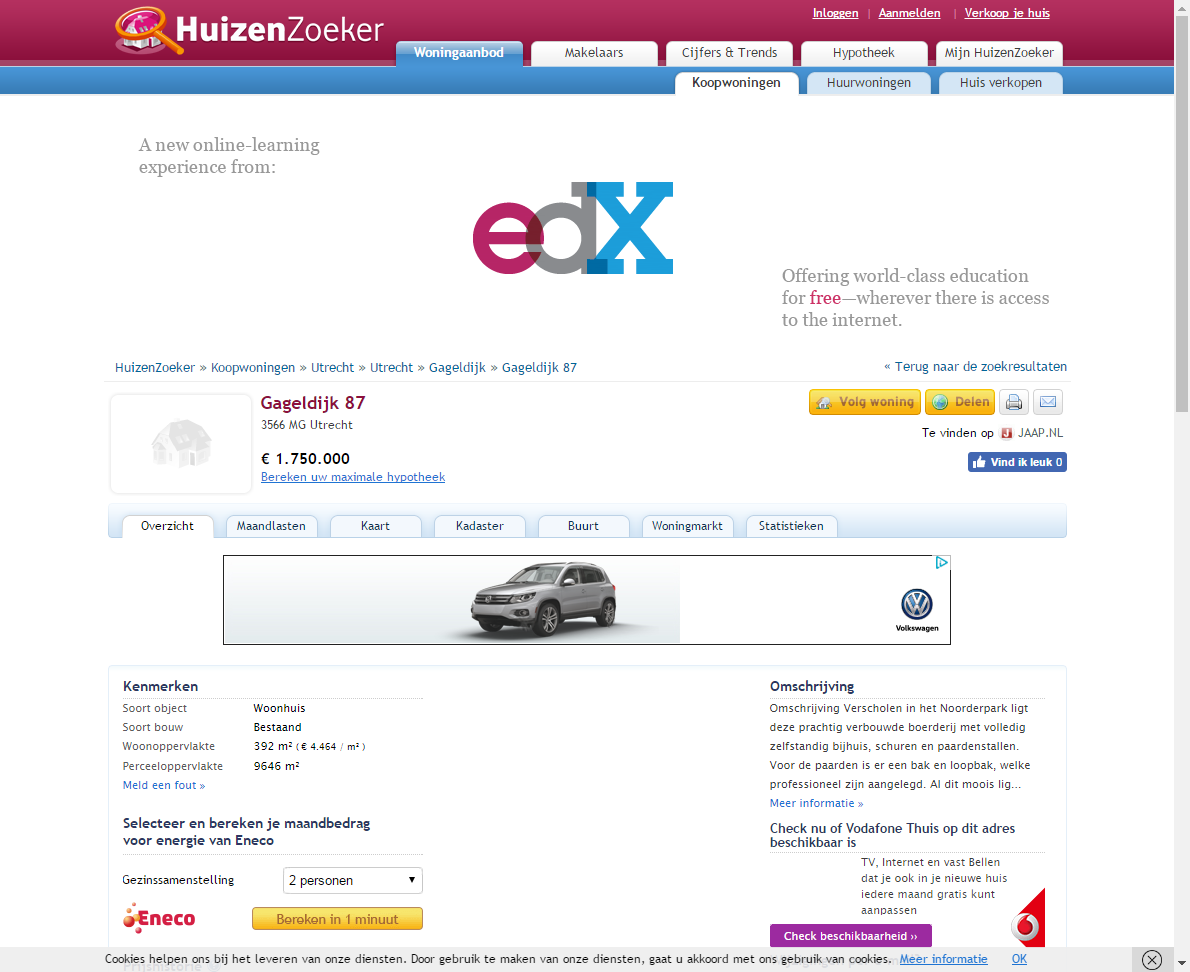 Inloggen | Aanmelden | Verkoop je huis
HuizenZoeker
Woningaanbod Makelaars Cijfers & Trends Hypotheek Mijn HuizenZoeker
Koopwoningen Huurwoningen Huis verkopen
A new online-learning
experience from:
edX
Offering world-class education
for free—wherever there is access
to the internet.
HuizenZoeker » Koopwoningen » Utrecht » Utrecht » Gageldijk » Gageldijk 87
« Terug naar de zoekresultaten
Gageldijk 87
3566 MG Utrecht
€ 1.750.000
Bereken uw maximale hypotheek
Volg woning Delen
Te vinden op JAAP.NL
Vind ik leuk 0
Overzicht Maandlasten Kaart Kadaster Buurt Woningmarkt Statistieken
Volkswagen
Kenmerken
Soort object Woonhuis
Soort bouw Bestaand
Woonoppervlakte 392 m² ( € 4.464 / m² )
Perceeloppervlakte 9646 m²
Meld een fout »
Selecteer en bereken je maandbedrag
voor energie van Eneco
Gezinssamenstelling 2 personen
Eneco Bereken in 1 minuut
Omschrijving
Omschrijving Verscholen in het Noorderpark ligt
deze prachtig verbouwde boerderij met volledig
zelfstandig bijhuis, schuren en paardenstallen.
Voor de paarden is er een bak en loopbak, welke
professioneel zijn aangelegd. Al dit moois lig...
Meer informatie »
Check nu of Vodafone Thuis op dit adres
beschikbaar is
TV, Internet en vast Bellen
dat je ook in je nieuwe huis
iedere maand gratis kunt
aanpassen
Check beschikbaarheid ››
Cookies helpen ons bij het leveren van onze diensten. Door gebruik te maken van onze diensten, gaat u akkoord met ons gebruik van cookies. Meer informatie OK
Prijshistorie